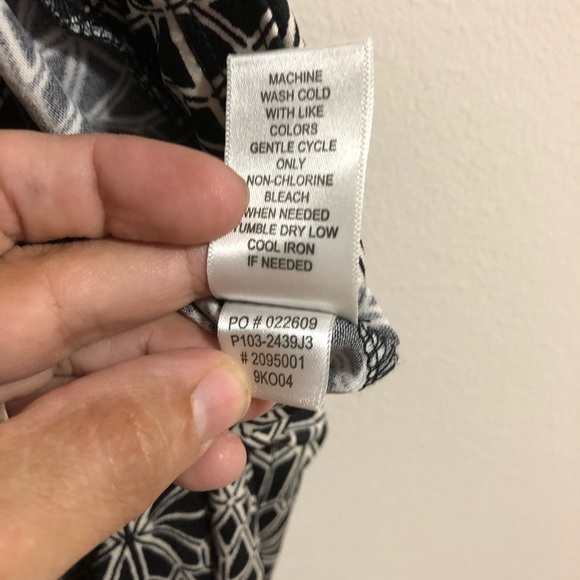 MACHINE
WASH COLD
WITH LIKE
COLORS
GENTLE CYCLE
ONLY
NON-CHLORINE
BLEACH
WHEN NEEDED
TUMBLE DRY LOW
COOL IRON
IF NEEDED
PO # 022609
P103-2439J3
# 2095001
9KO04